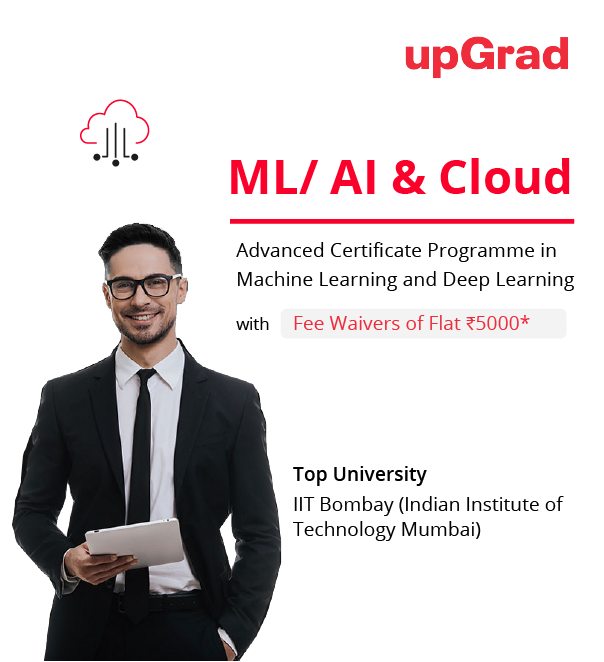 upGrad
ML/ AI & Cloud
Advanced Certificate Programme in
Machine Learning and Deep Learning
with Fee Waivers of Flat ₹5000*
Top University
IIT Bombay (Indian Institute of
Technology Mumbai)